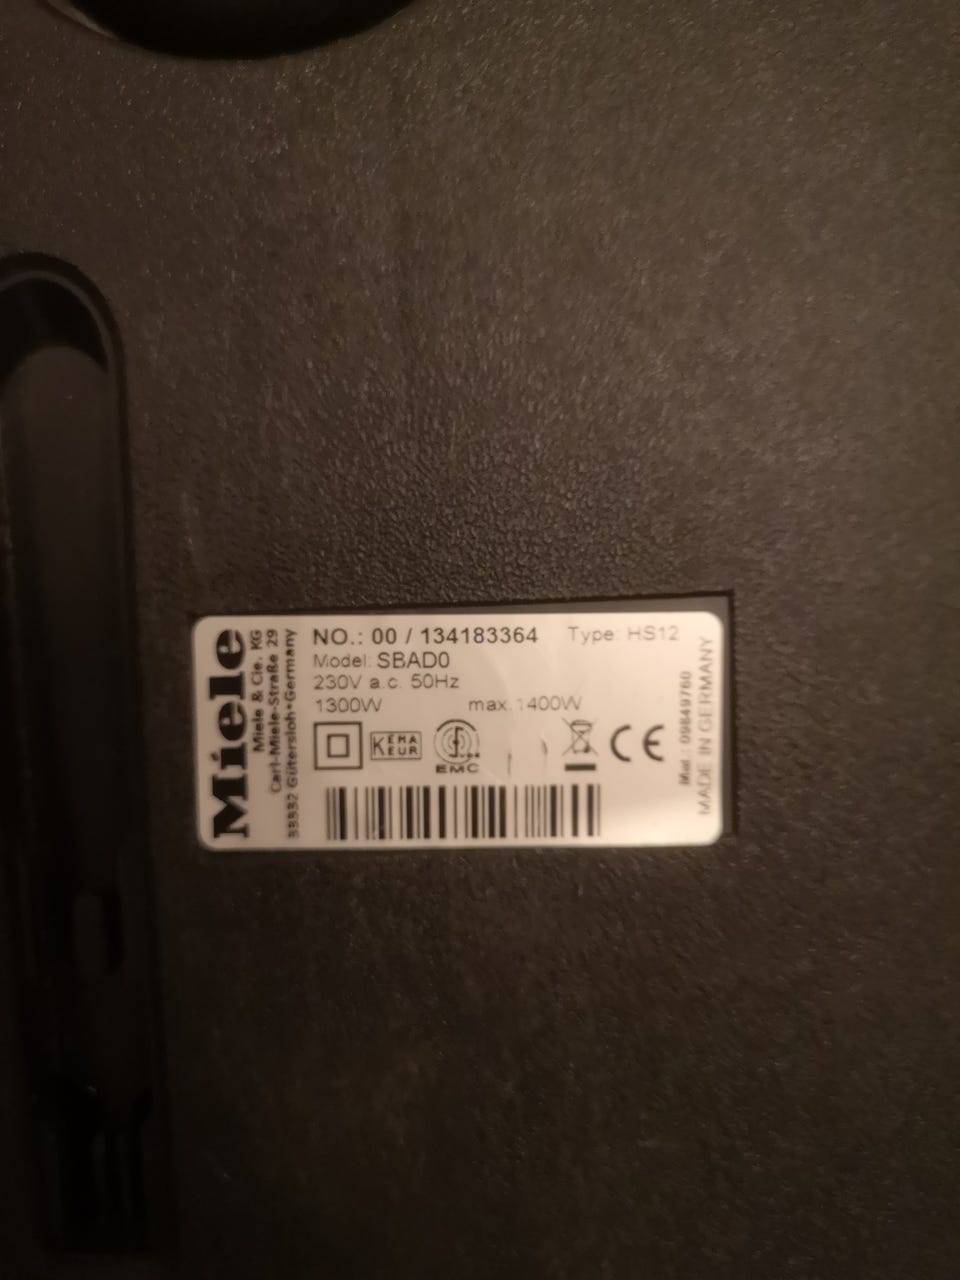 Miele
Miele & Cie. KG
Carl-Miele-Straße 29
33332 Gütersloh•Germany
NO.: 00 / 134183364 Type: HS12
Model: SBAD0
230V a.c. 50Hz
1300W max. 1400W
KEMA
EUR
EMC
CE
Mat.: 09849760
MADE IN GERMANY